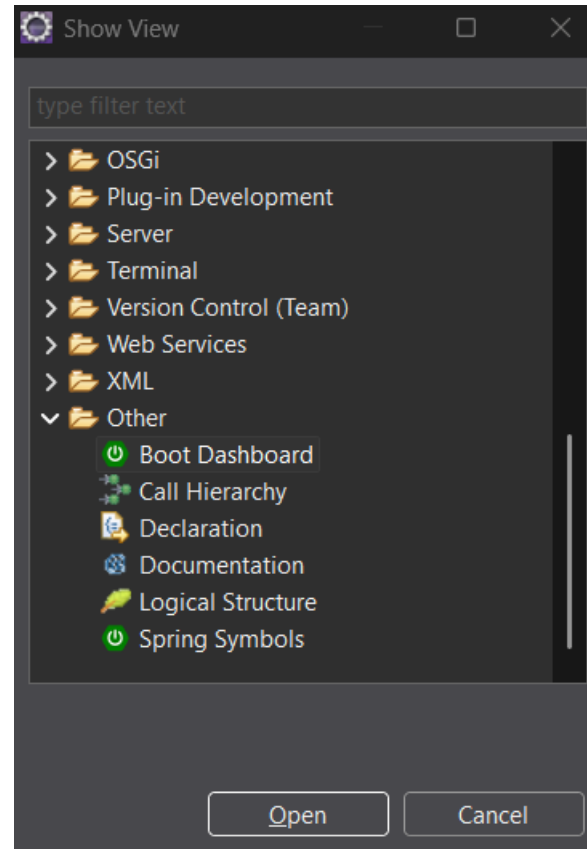 Show View
type filter text
OSGi
Plug-in Development
Server
Terminal
Version Control (Team)
Web Services
XML
Other
Boot Dashboard
Call Hierarchy
Declaration
Documentation
Logical Structure
Spring Symbols
Open Cancel